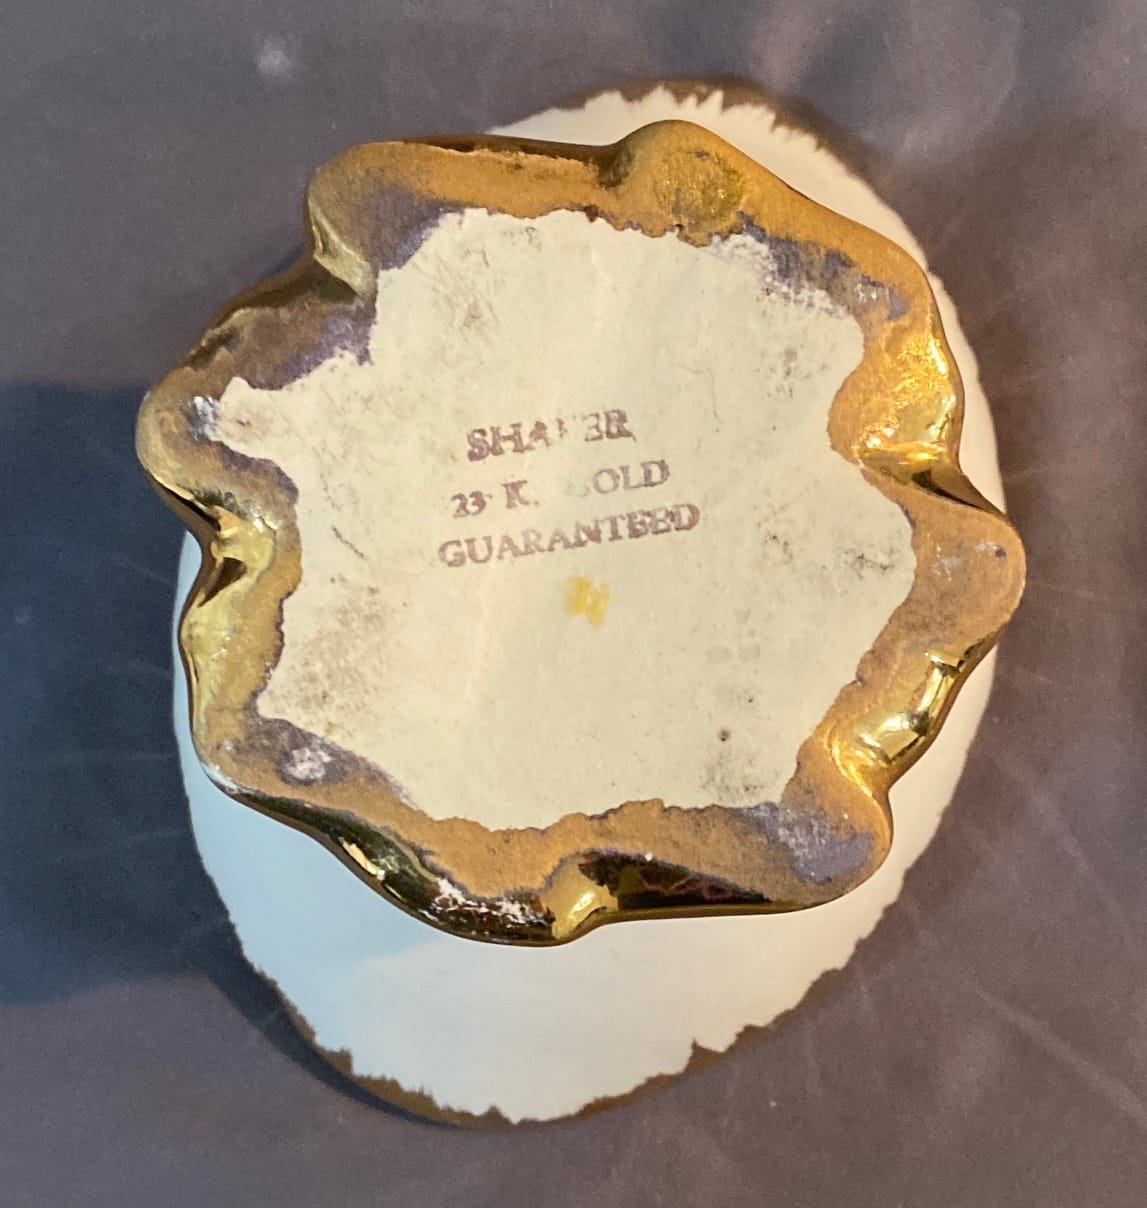 SHAFER
23 K. GOLD
GUARANTEED